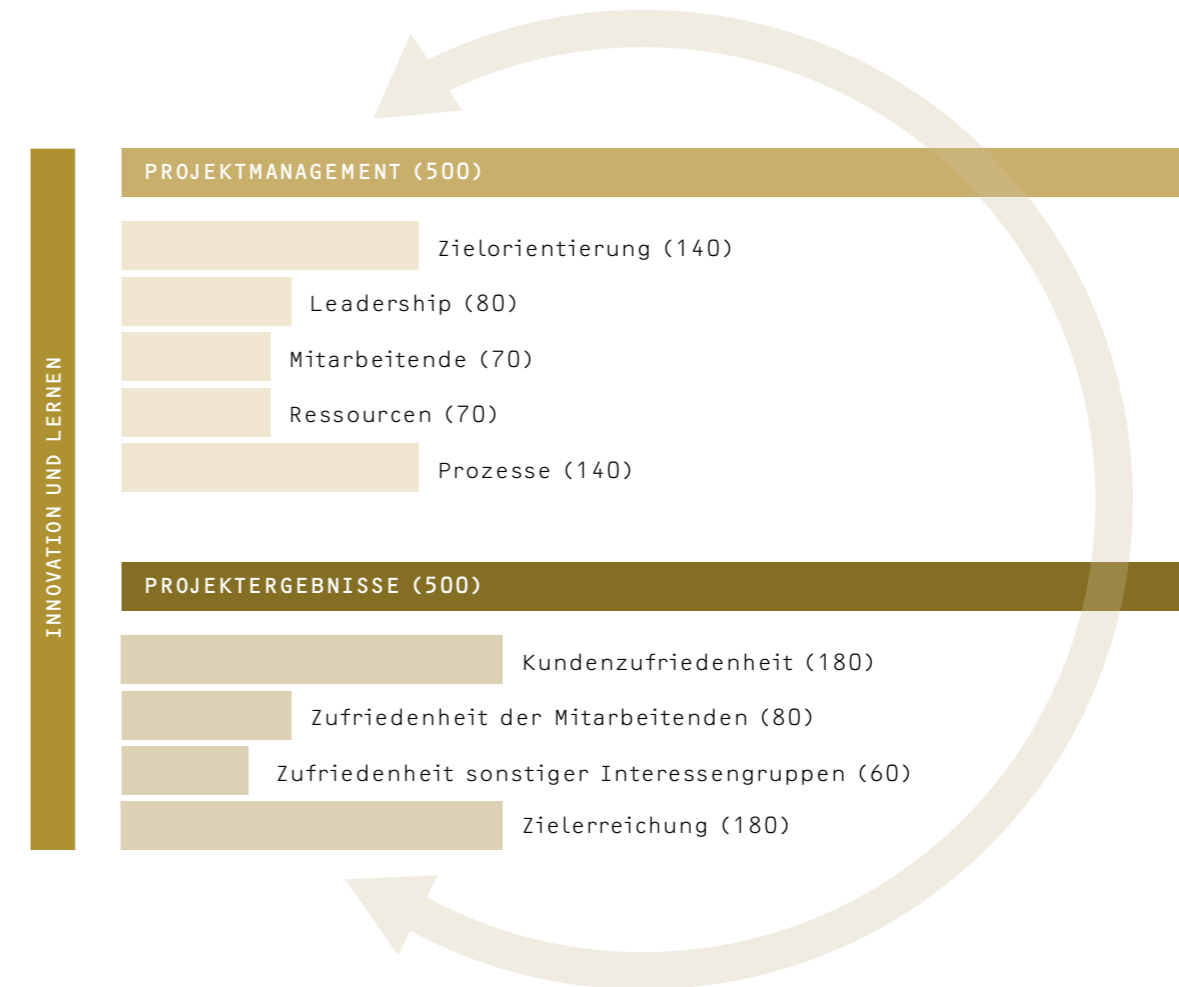 INNOVATION UND LERNEN
PROJEKTMANAGEMENT (500)
Zielorientierung (140)
Leadership (80)
Mitarbeitende (70)
Ressourcen (70)
Prozesse (140)
PROJEKTERGEBNISSE (500)
Kundenzufriedenheit (180)
Zufriedenheit der Mitarbeitenden (80)
Zufriedenheit sonstiger Interessengruppen (60)
Zielerreichung (180)